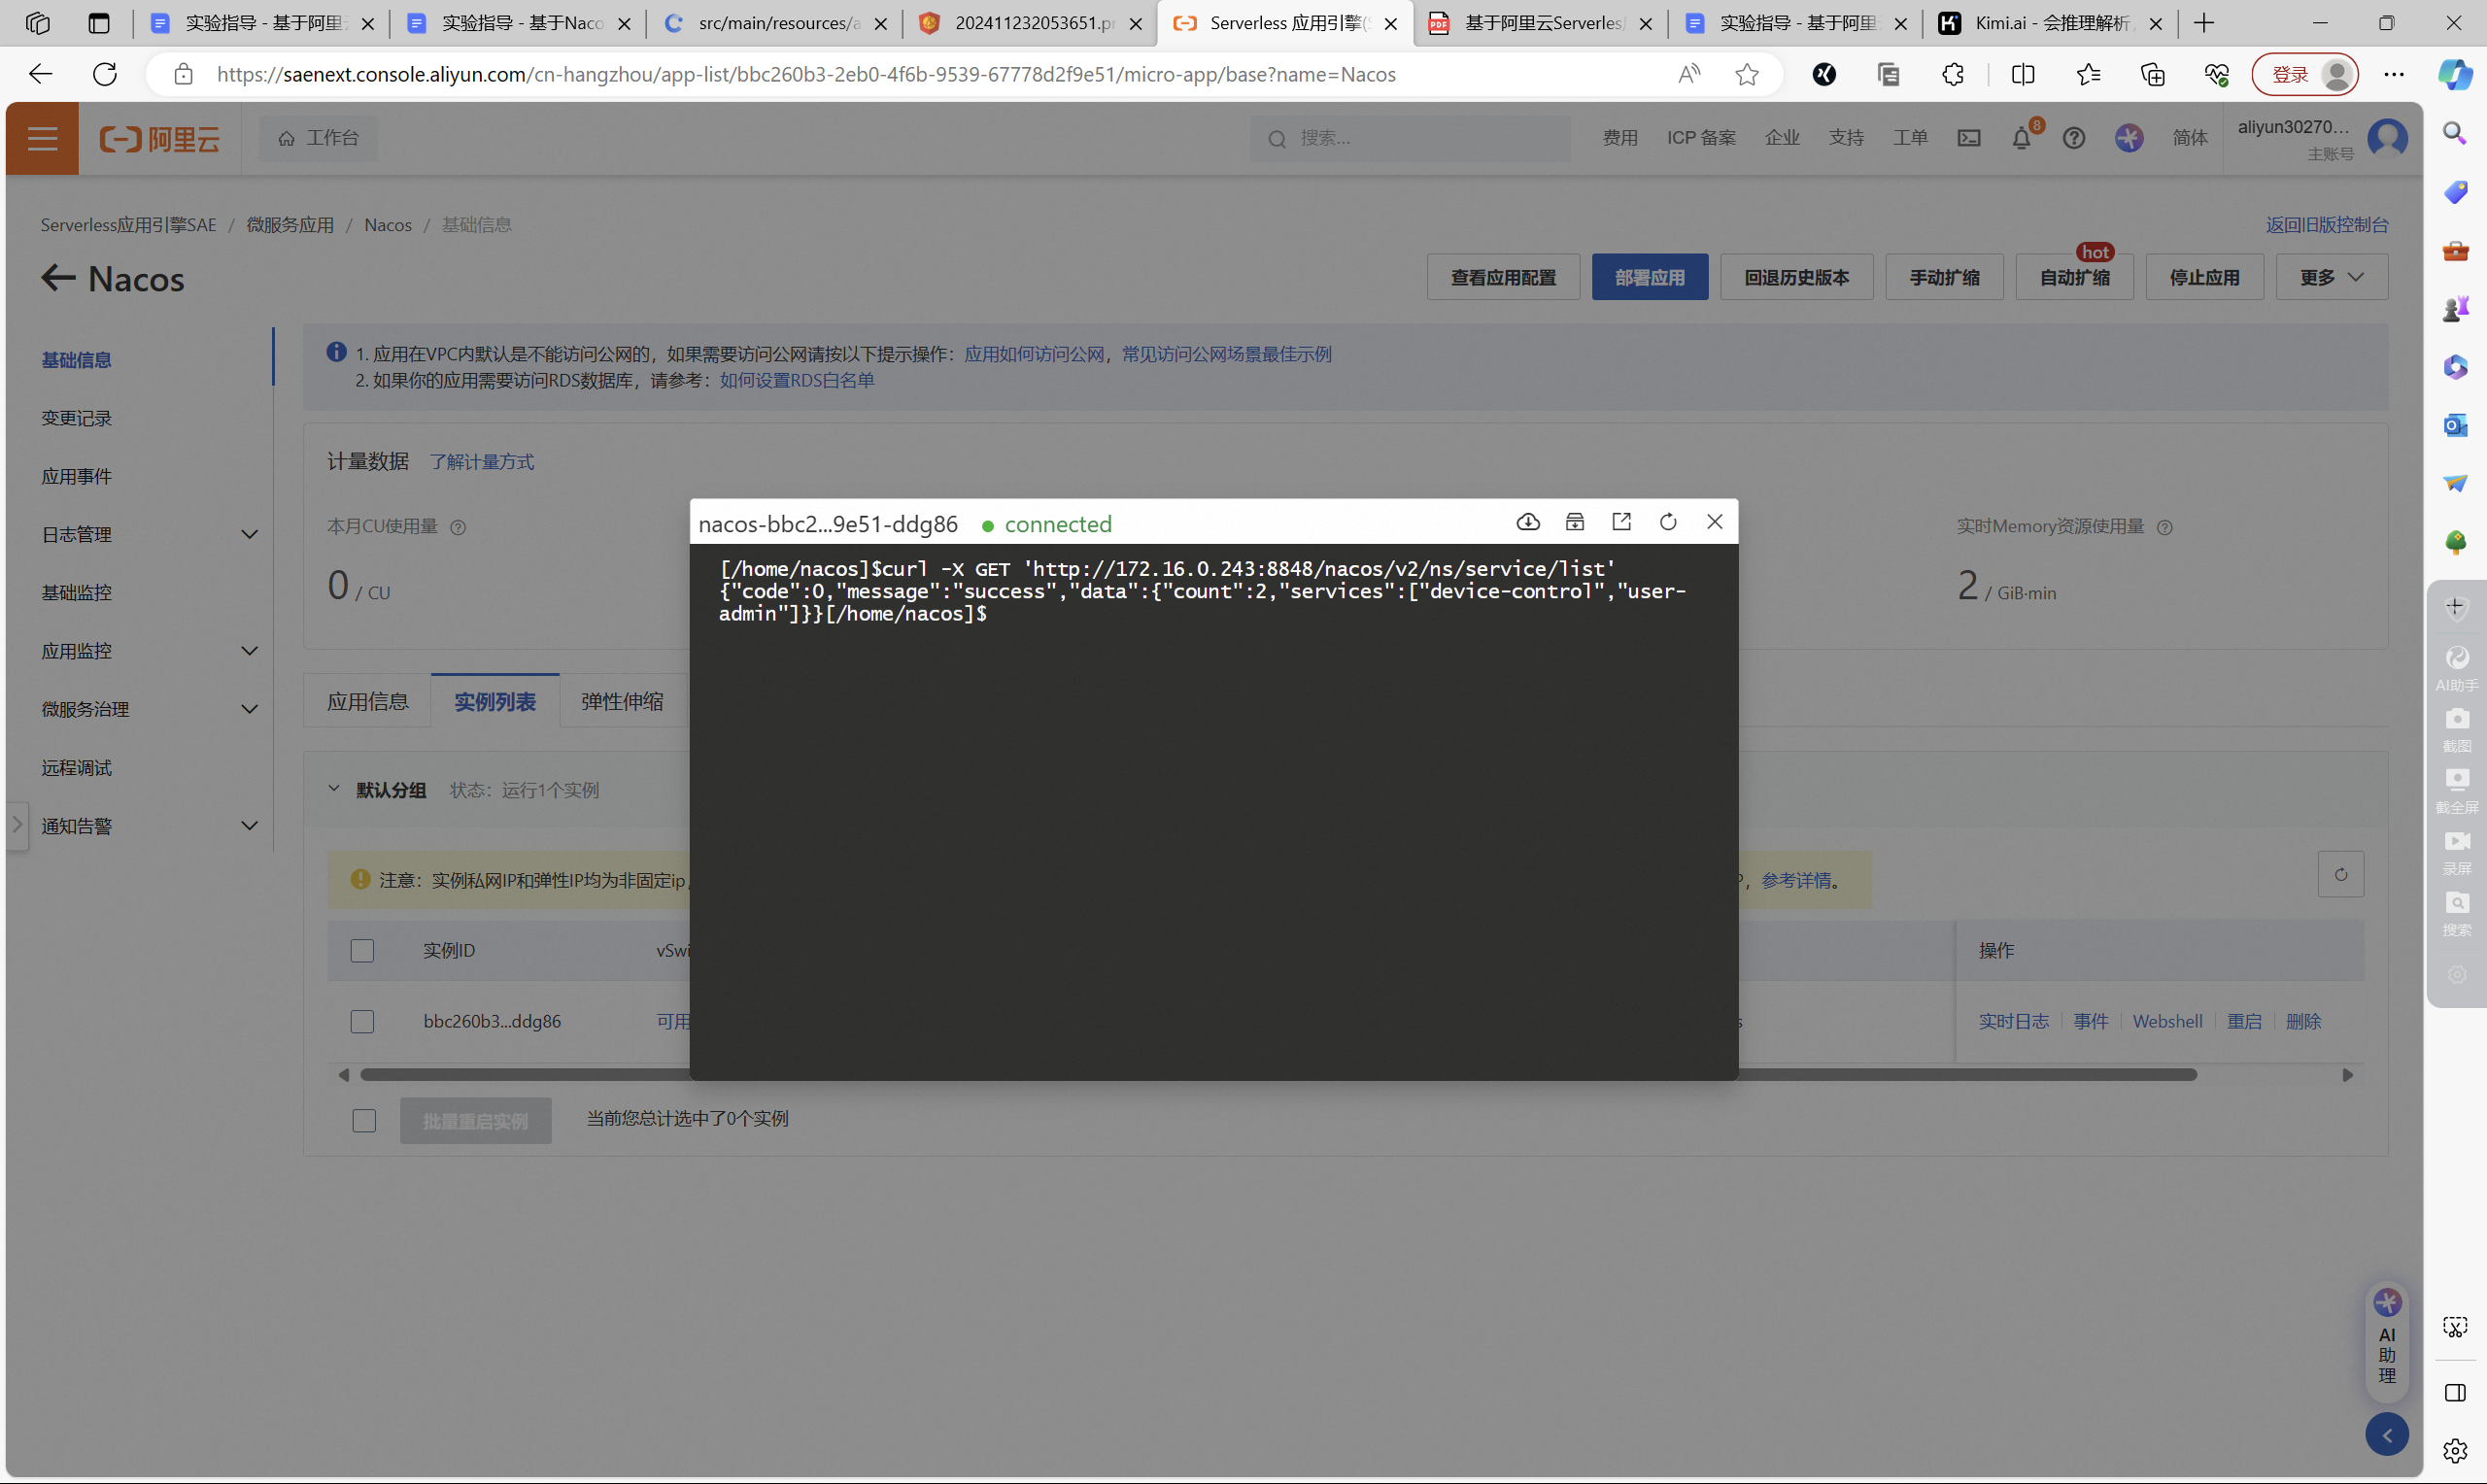 实验指导 - 基于阿里
实验指导 - 基于Naco
src/main/resources/a
202411232053651.pr
Serverless 应用引擎(S
基于阿里云Serverles
实验指导 - 基于阿里
Kimi.ai - 会推理解析,
https://saenext.console.aliyun.com/cn-hangzhou/app-list/bbc260b3-2eb0-4f6b-9539-67778d2f9e51/micro-app/base?name=Nacos
登录
阿里云
工作台
搜索...
费用
ICP 备案
企业
支持
工单
8
简体
aliyun30270...
主账号
Serverless应用引擎SAE / 微服务应用 / Nacos / 基础信息
返回旧版控制台
Nacos
查看应用配置
部署应用
回退历史版本
手动扩缩
自动扩缩
hot
停止应用
更多
基础信息
变更记录
应用事件
日志管理
基础监控
应用监控
微服务治理
远程调试
通知告警
1. 应用在VPC内默认是不能访问公网的，如果需要访问公网请按以下提示操作：应用如何访问公网，常见访问公网场景最佳示例
2. 如果你的应用需要访问RDS数据库，请参考：如何设置RDS白名单
计量数据 了解计量方式
本月CU使用量
0 / CU
实时Memory资源使用量
2 / GiB·min
nacos-bbc2...9e51-ddg86 connected
[/home/nacos]$curl -X GET 'http://172.16.0.243:8848/nacos/v2/ns/service/list'
{"code":0,"message":"success","data":{"count":2,"services":["device-control","user-
admin"]}}[/home/nacos]$
应用信息
实例列表
弹性伸缩
默认分组 状态：运行1个实例
注意：实例私网IP和弹性IP均为非固定ip，
，参考详情。
实例ID
vSwi
操作
bbc260b3...ddg86
可用
s
实时日志 事件 Webshell 重启 删除
批量重启实例
当前您总计选中了0个实例
AI助手
截图
截全屏
录屏
搜索
AI
助
理